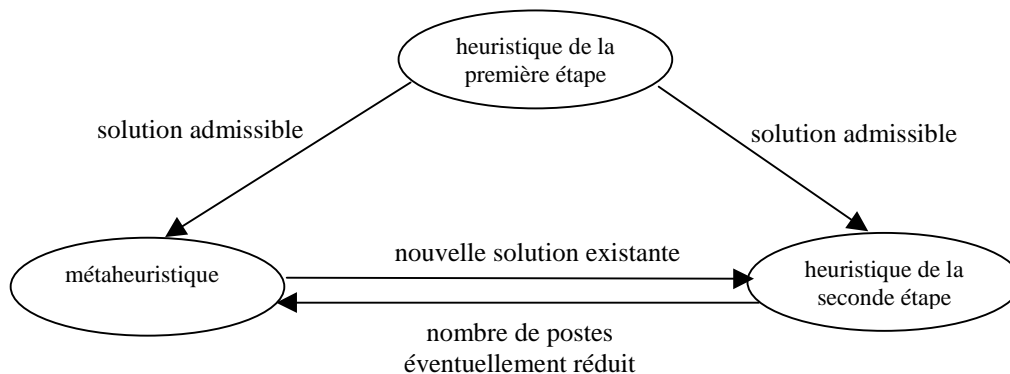 heuristique de la
première étape
solution admissible
solution admissible
nouvelle solution existante
métaheuristique
heuristique de la
seconde étape
nombre de postes
éventuellement réduit